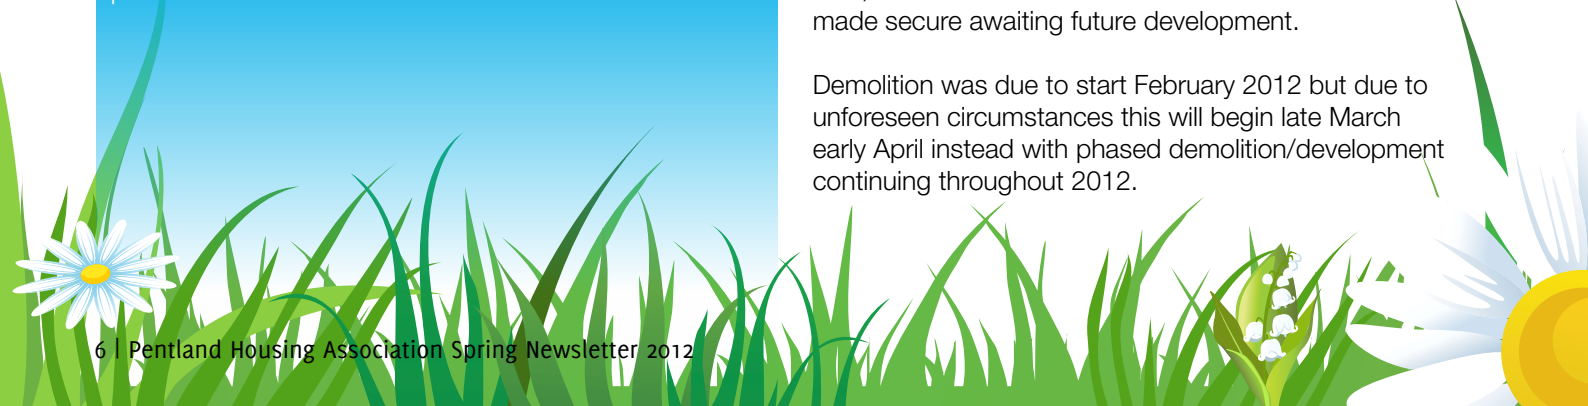 made secure awaiting future development.
Demolition was due to start February 2012 but due to
unforeseen circumstances this will begin late March
early April instead with phased demolition/development
continuing throughout 2012.
6 | Pentland Housing Association Spring Newsletter 2012